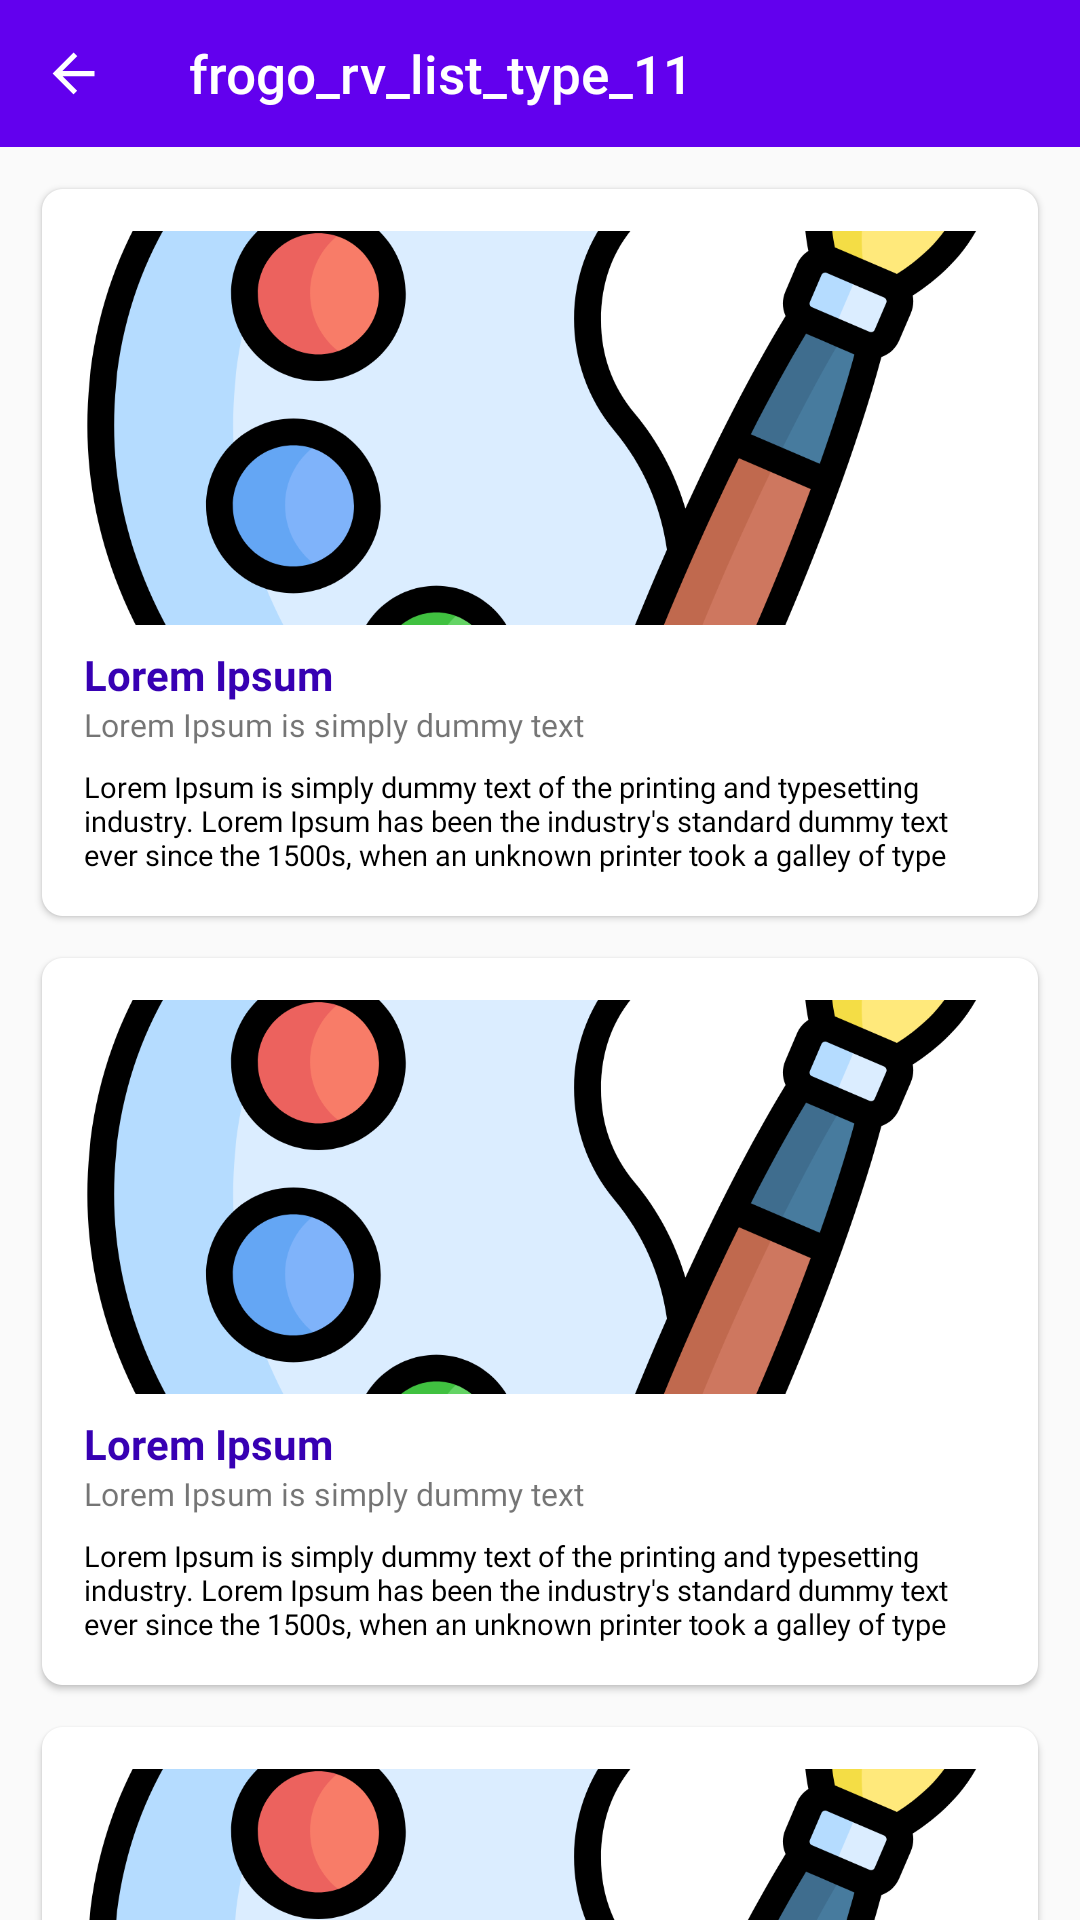 frogo_rv_list_type_11
Lorem Ipsum
Lorem Ipsum is simply dummy text
Lorem Ipsum is simply dummy text of the printing and typesetting
industry. Lorem Ipsum has been the industry's standard dummy text
ever since the 1500s, when an unknown printer took a galley of type
Lorem Ipsum
Lorem Ipsum is simply dummy text
Lorem Ipsum is simply dummy text of the printing and typesetting
industry. Lorem Ipsum has been the industry's standard dummy text
ever since the 1500s, when an unknown printer took a galley of type